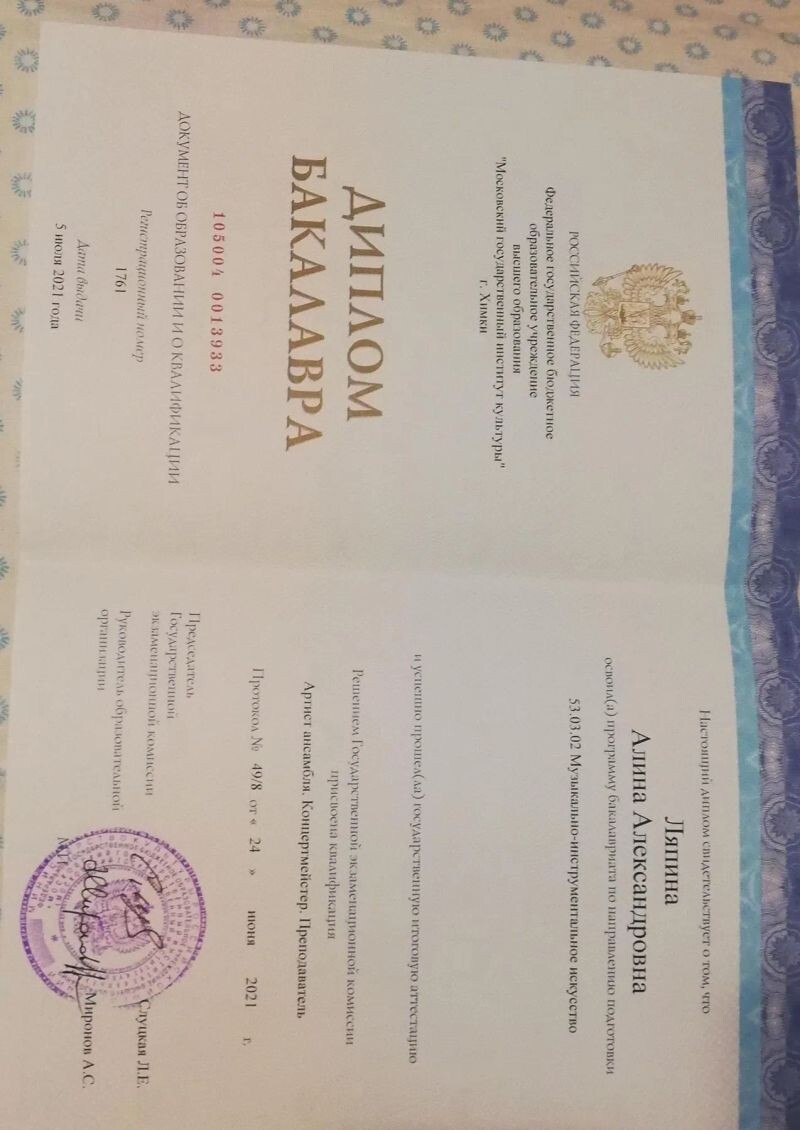 РОССИЙСКАЯ ФЕДЕРАЦИЯ
Федеральное государственное бюджетное
образовательное учреждение
высшего образования
"Московский государственный институт культуры"
г. Химки
ДИПЛОМ
БАКАЛАВРА
105004 0013933
ДОКУМЕНТ ОБ ОБРАЗОВАНИИ И О КВАЛИФИКАЦИИ
Регистрационный номер
1761
Дата выдачи
5 июля 2021 года
Настоящий диплом свидетельствует о том, что
Ляпина
Алина Александровна
освоил(а) программу бакалавриата по направлению подготовки
53.03.02 Музыкально-инструментальное искусство
и успешно прошел(ла) государственную итоговую аттестацию
Решением Государственной экзаменационной комиссии
присвоена квалификация
Артист ансамбля. Концертмейстер. Преподаватель
Протокол № 49/8 от « 24 » июня 2021 г.
Председатель
Государственной
экзаменационной комиссии
Слуцкая Л.Е.
Руководитель образовательной
организации
Миронов А.С.
М.П.